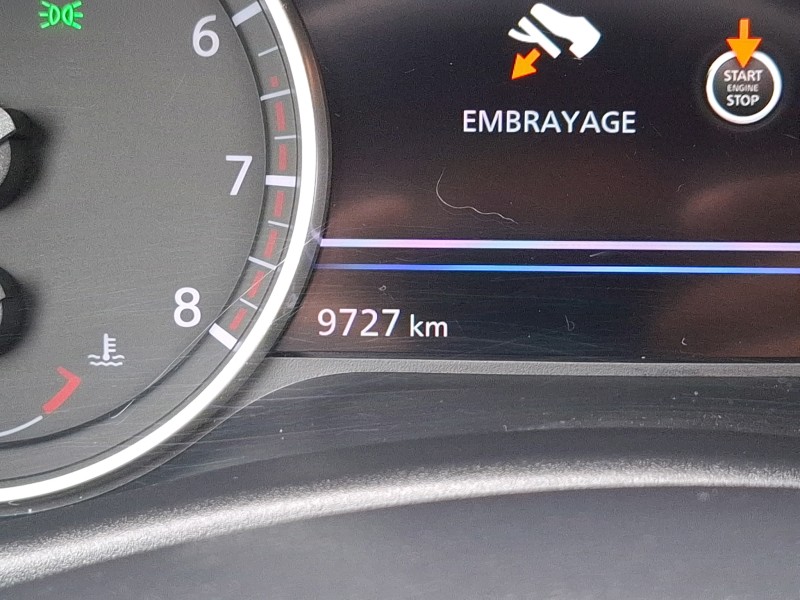 6
7
8
EMBRAYAGE
START
ENGINE
STOP
9727 km